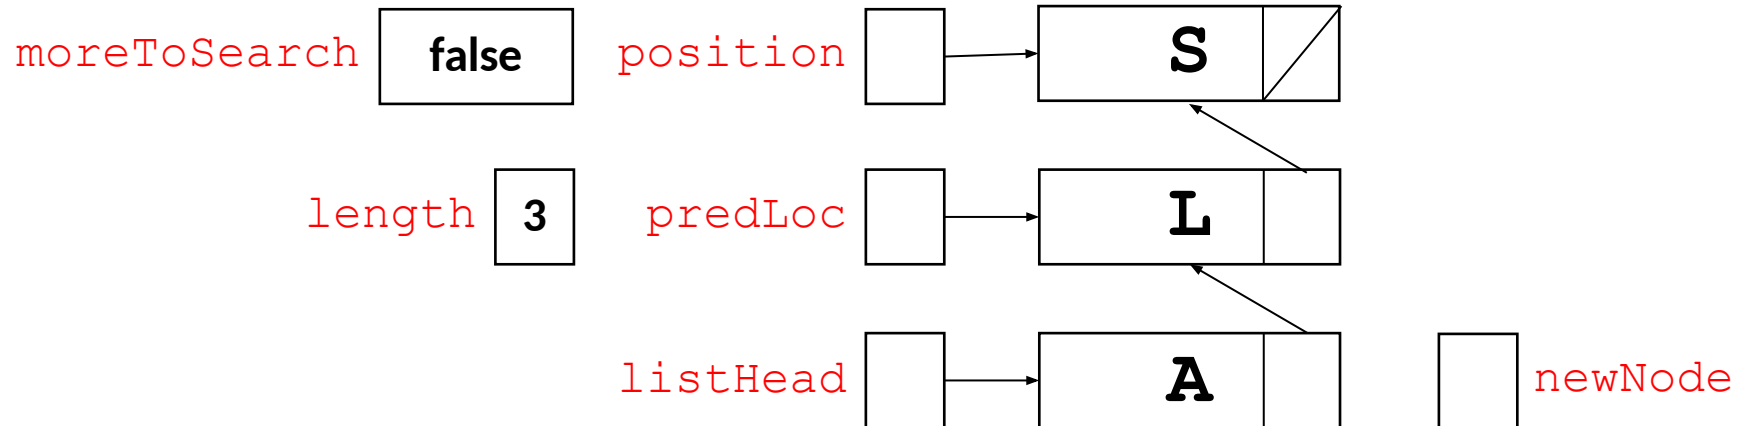 moreToSearch false position S
length 3 predLoc L
listHead A newNode